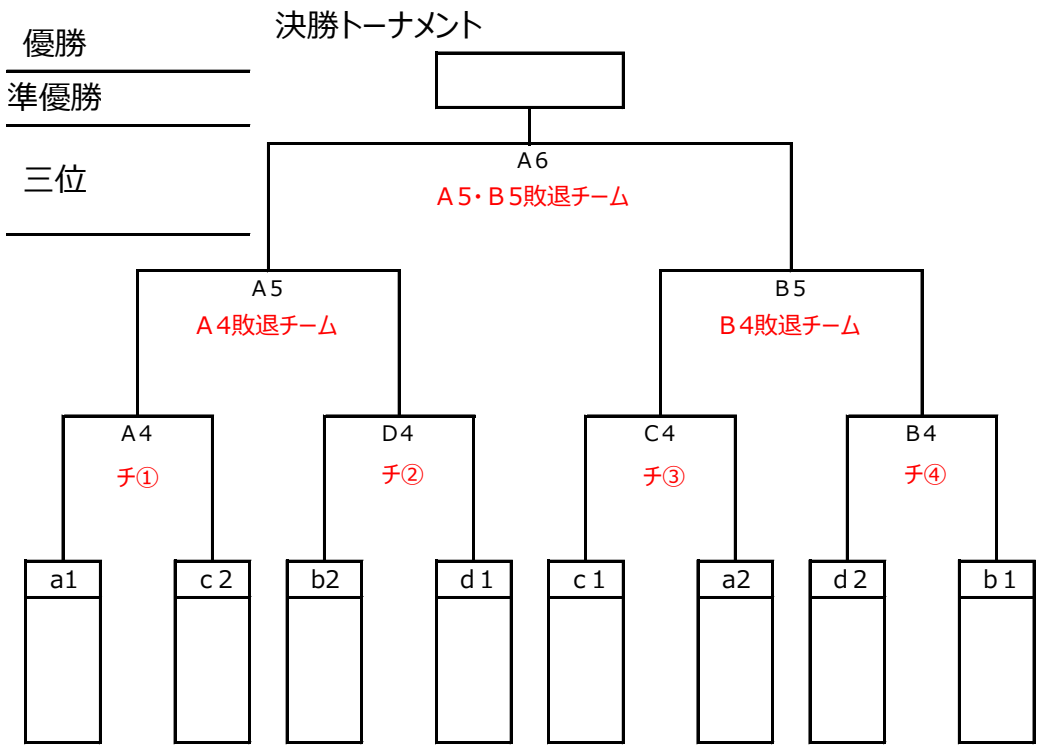 決勝トーナメント
優勝
準優勝
三位
A6
A5・B5敗退チーム
A5 B5
A4敗退チーム B4敗退チーム
A4 D4 C4 B4
チ① チ② チ③ チ④
a1 c2 b2 d1 c1 a2 d2 b1